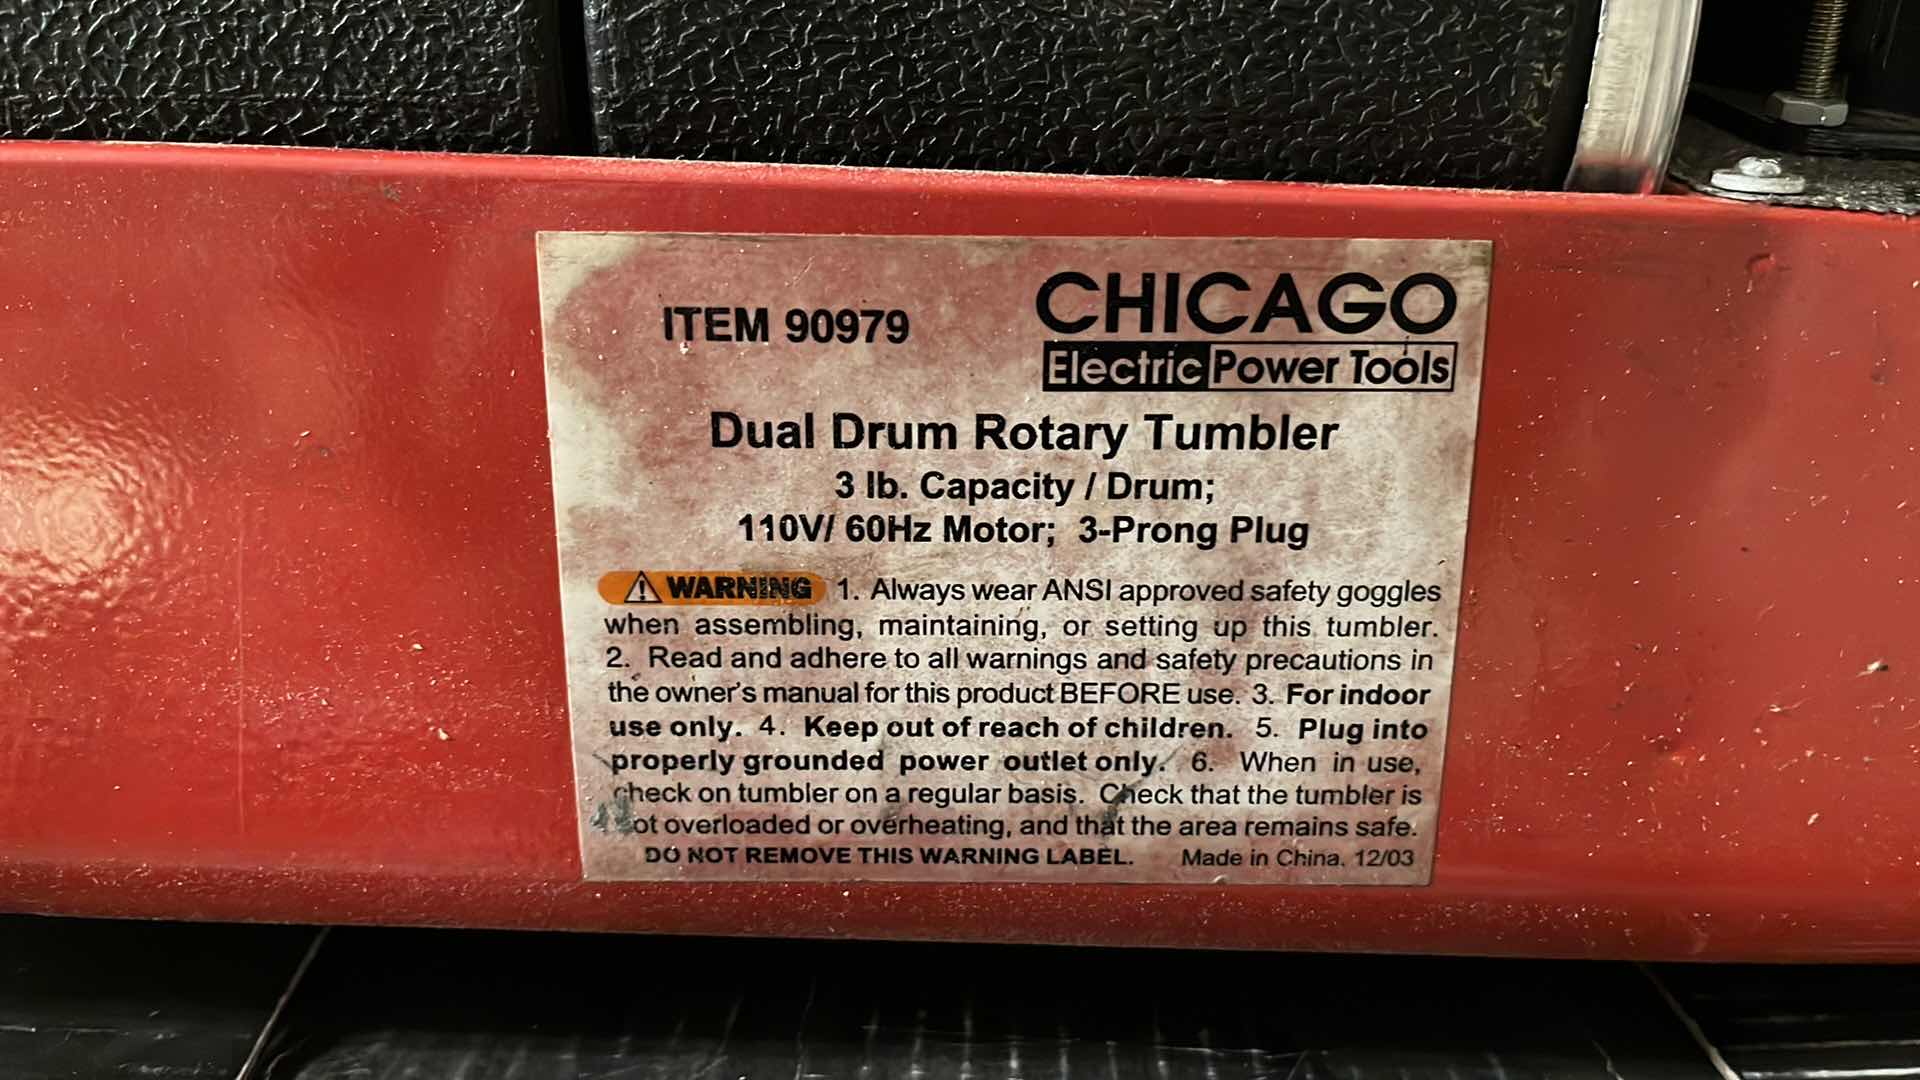 ITEM 90979
CHICAGO
Electric Power Tools
Dual Drum Rotary Tumbler
3 lb. Capacity / Drum;
110V/ 60Hz Motor; 3-Prong Plug
WARNING 1. Always wear ANSI approved safety goggles
when assembling, maintaining, or setting up this tumbler.
2. Read and adhere to all warnings and safety precautions in
the owner's manual for this product BEFORE use. 3. For indoor
use only. 4. Keep out of reach of children. 5. Plug into
properly grounded power outlet only. 6. When in use,
check on tumbler on a regular basis. Check that the tumbler is
not overloaded or overheating, and that the area remains safe.
DO NOT REMOVE THIS WARNING LABEL. Made in China. 12/03